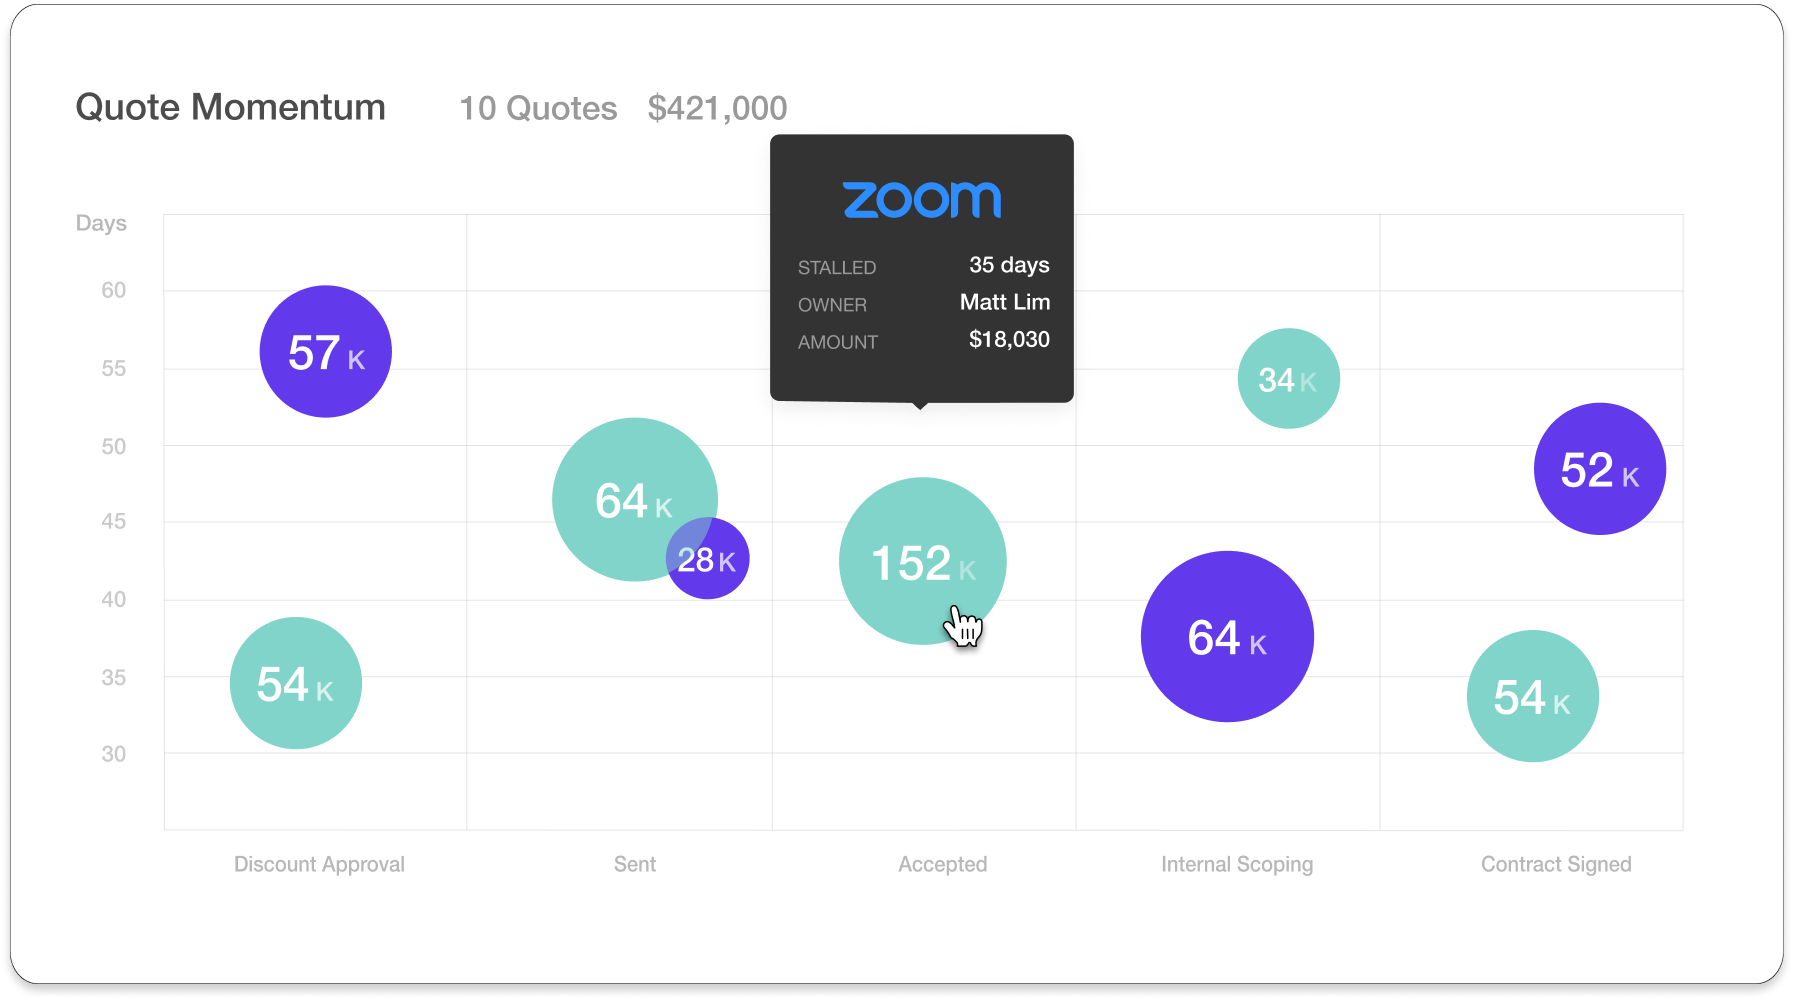 Quote Momentum 10 Quotes $421,000
zoom
STALLED 35 days
OWNER Matt Lim
AMOUNT $18,030
Days
60
55
50
45
40
35
30
57 K
54 K
64 K
28 K
152 K
34 K
64 K
52 K
54 K
Discount Approval Sent Accepted Internal Scoping Contract Signed